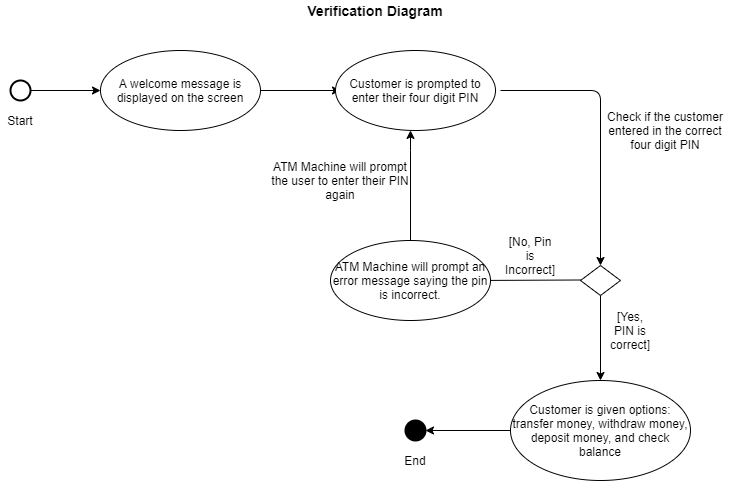 Verification Diagram
A welcome message is
displayed on the screen
Customer is prompted to
enter their four digit PIN
Start
Check if the customer
entered in the correct
four digit PIN
ATM Machine will prompt
the user to enter their PIN
again
[No, Pin
is
Incorrect]
ATM Machine will prompt an
error message saying the pin
is incorrect.
[Yes,
PIN is
correct]
Customer is given options:
transfer money, withdraw money,
deposit money, and check
balance
End